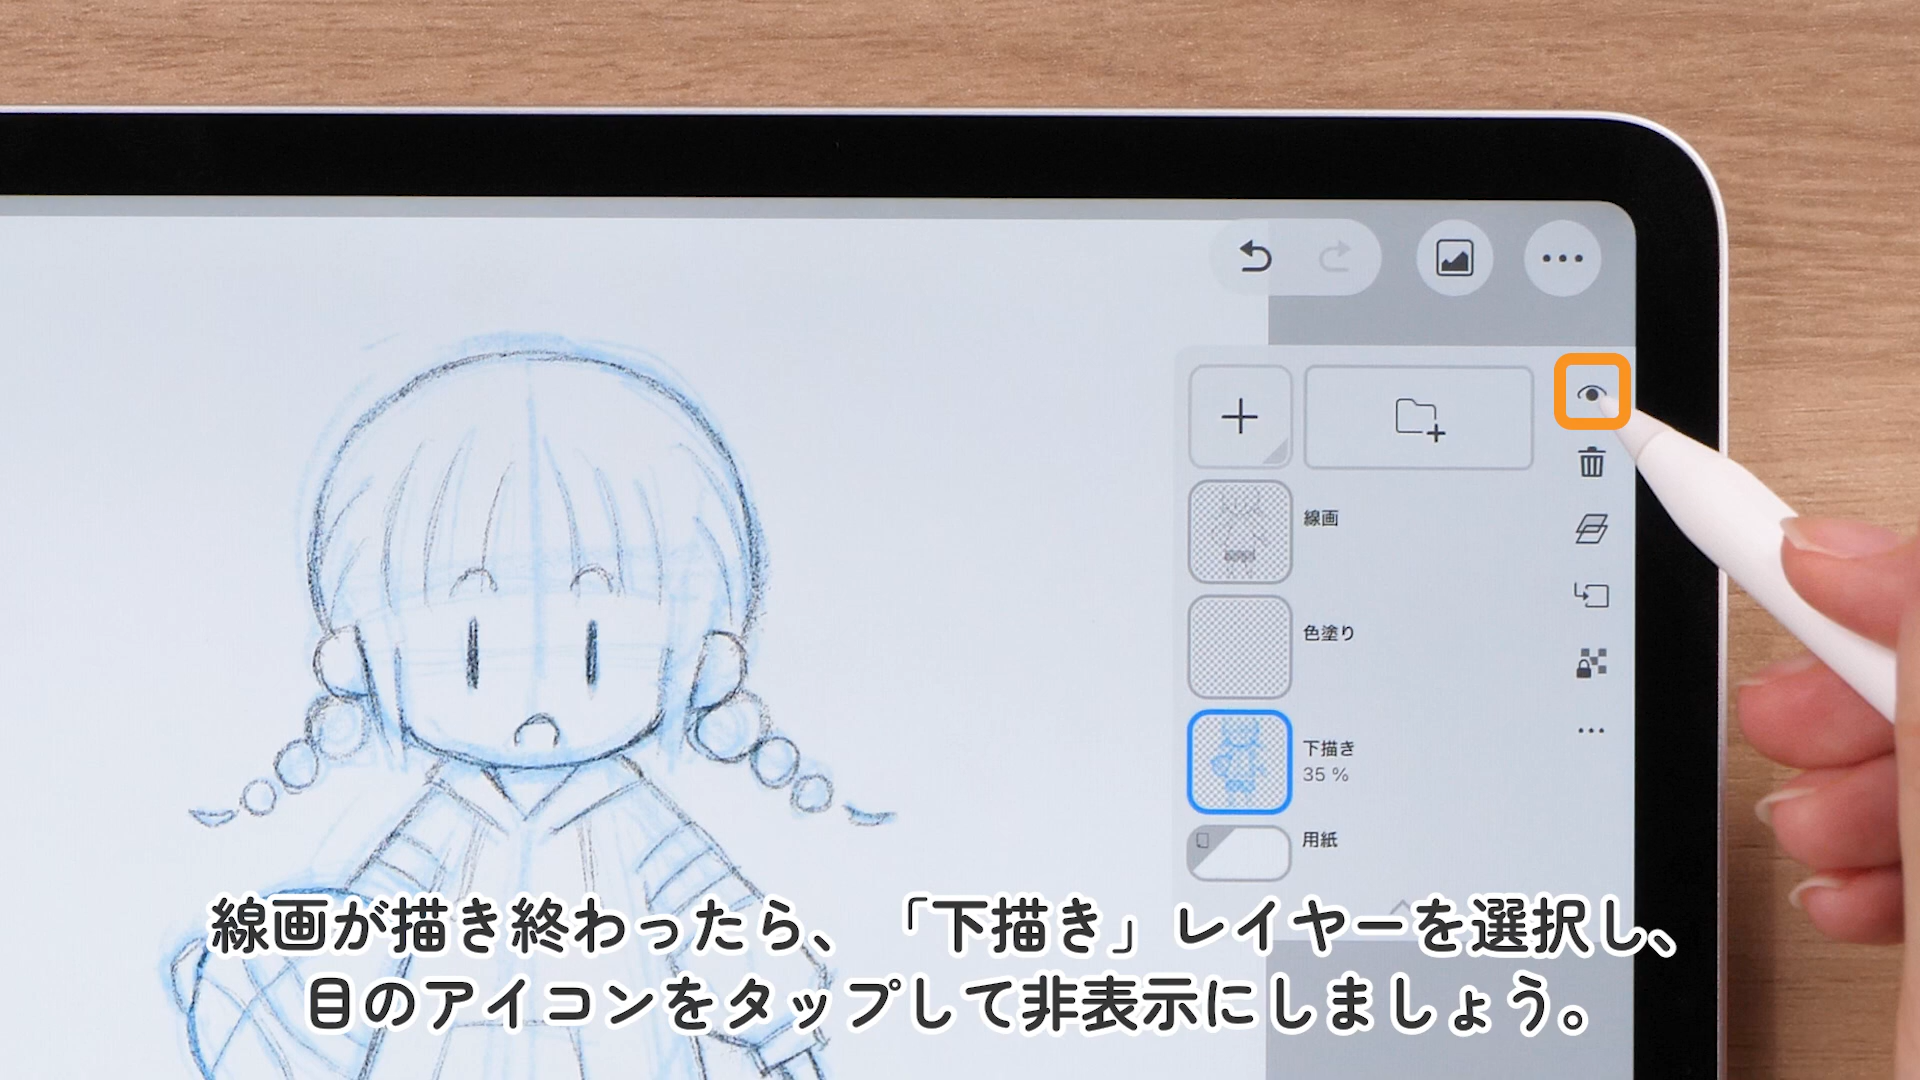 線画
色塗り
下描き
35 %
用紙
線画が描き終わったら、「下描き」レイヤーを選択し、
目のアイコンをタップして非表示にしましょう。